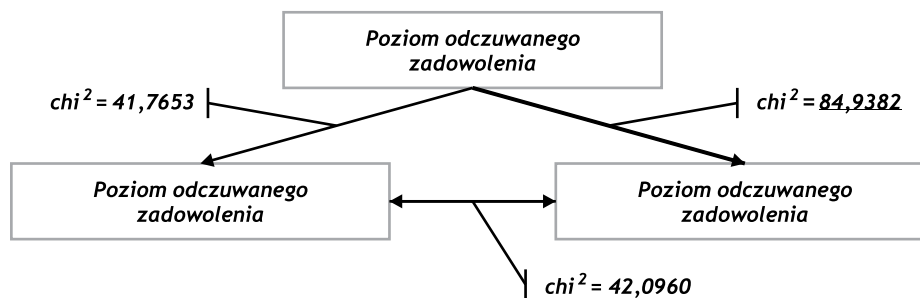 Poziom odczuwanego
zadowolenia
chi² = 41,7653
chi² = 84,9382
Poziom odczuwanego
zadowolenia
Poziom odczuwanego
zadowolenia
chi² = 42,0960